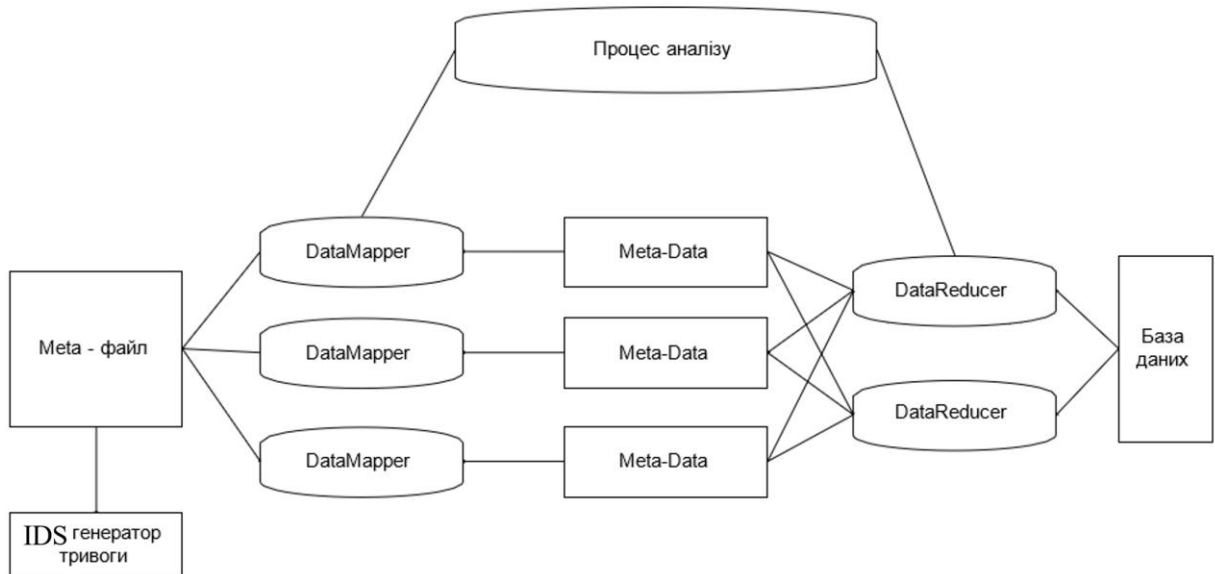 Процес аналізу
DataMapper
Meta-Data
DataReducer
Meta - файл
DataMapper
Meta-Data
База
даних
DataReducer
DataMapper
Meta-Data
IDS генератор
тривоги